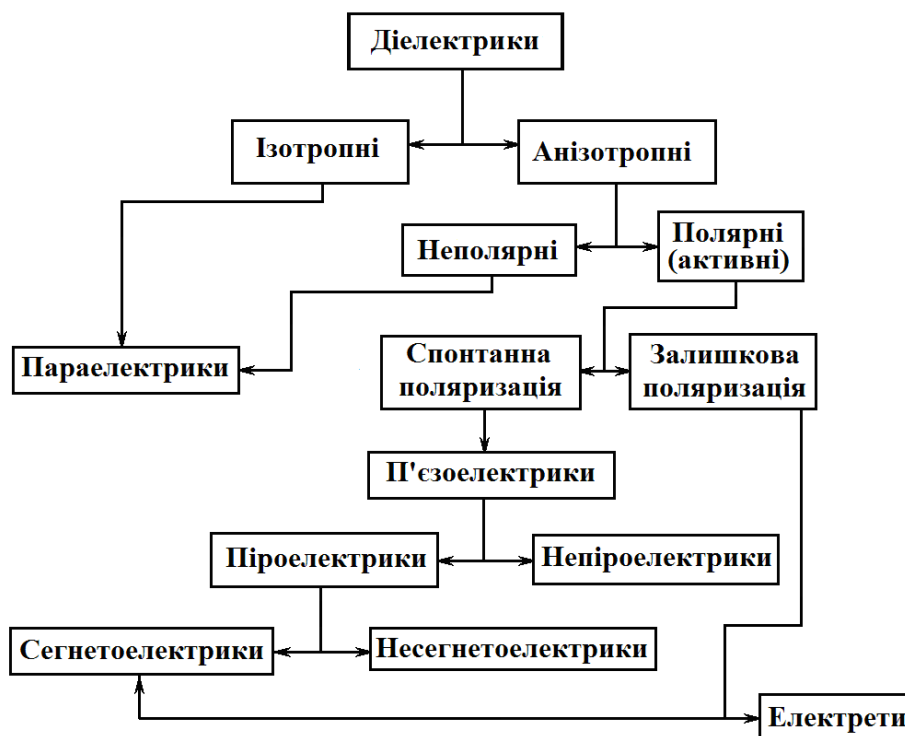 Діелектрики
Ізотропні
Анізотропні
Неполярні
Полярні
(активні)
Параелектрики
Спонтанна
поляризація
Залишкова
поляризація
П'єзоелектрики
Піроелектрики
Непіроелектрики
Сегнетоелектрики
Несегнетоелектрики
Електрети